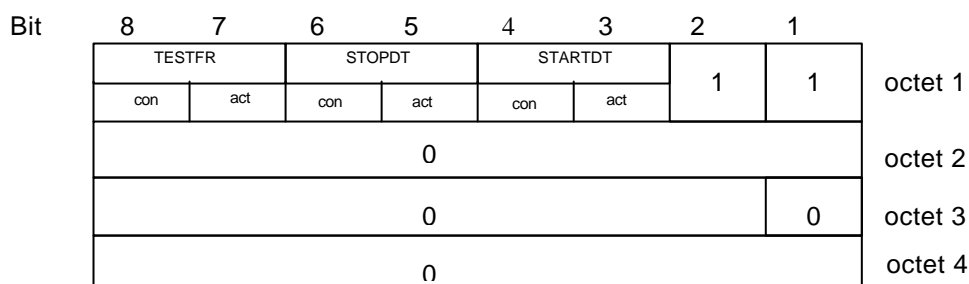 Bit 8 7 6 5 4 3 2 1
TESTFR STOPDT STARTDT 1 1 octet 1
con act con act con act
0 octet 2
0 0 octet 3
0 octet 4